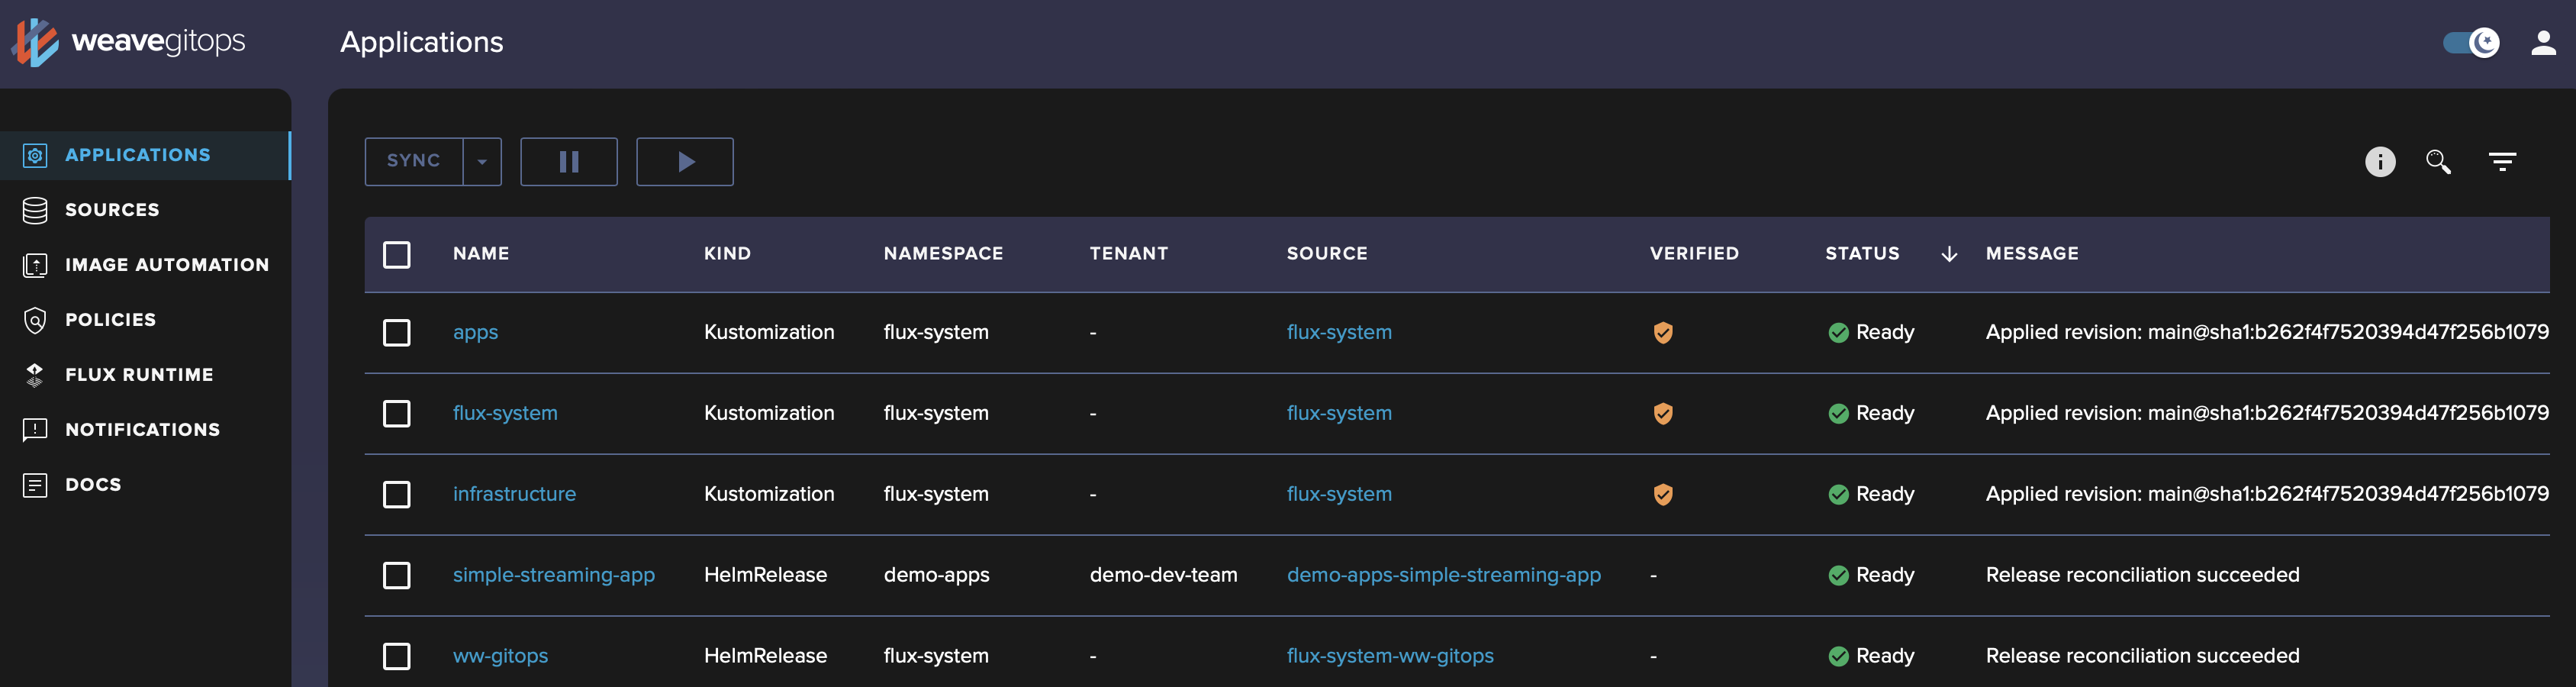 weavegitops
Applications
APPLICATIONS
SOURCES
IMAGE AUTOMATION
POLICIES
FLUX RUNTIME
NOTIFICATIONS
DOCS
SYNC
NAME KIND NAMESPACE TENANT SOURCE VERIFIED STATUS MESSAGE
apps Kustomization flux-system - flux-system Ready Applied revision: main@sha1:b262f4f7520394d47f256b1079
flux-system Kustomization flux-system - flux-system Ready Applied revision: main@sha1:b262f4f7520394d47f256b1079
infrastructure Kustomization flux-system - flux-system Ready Applied revision: main@sha1:b262f4f7520394d47f256b1079
simple-streaming-app HelmRelease demo-apps demo-dev-team demo-apps-simple-streaming-app - Ready Release reconciliation succeeded
ww-gitops HelmRelease flux-system - flux-system-ww-gitops - Ready Release reconciliation succeeded